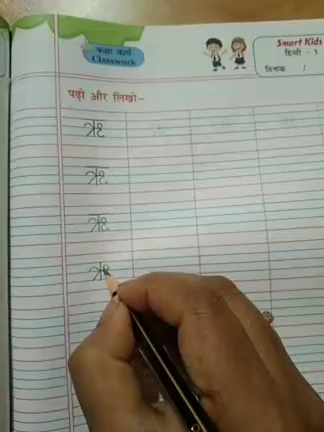 कक्षा कार्य
Classwork
Smart Kids
हिन्दी - 1
दिनांक /
पढ़ो और लिखो–
ऋ
ऋ
ऋ
ऋ